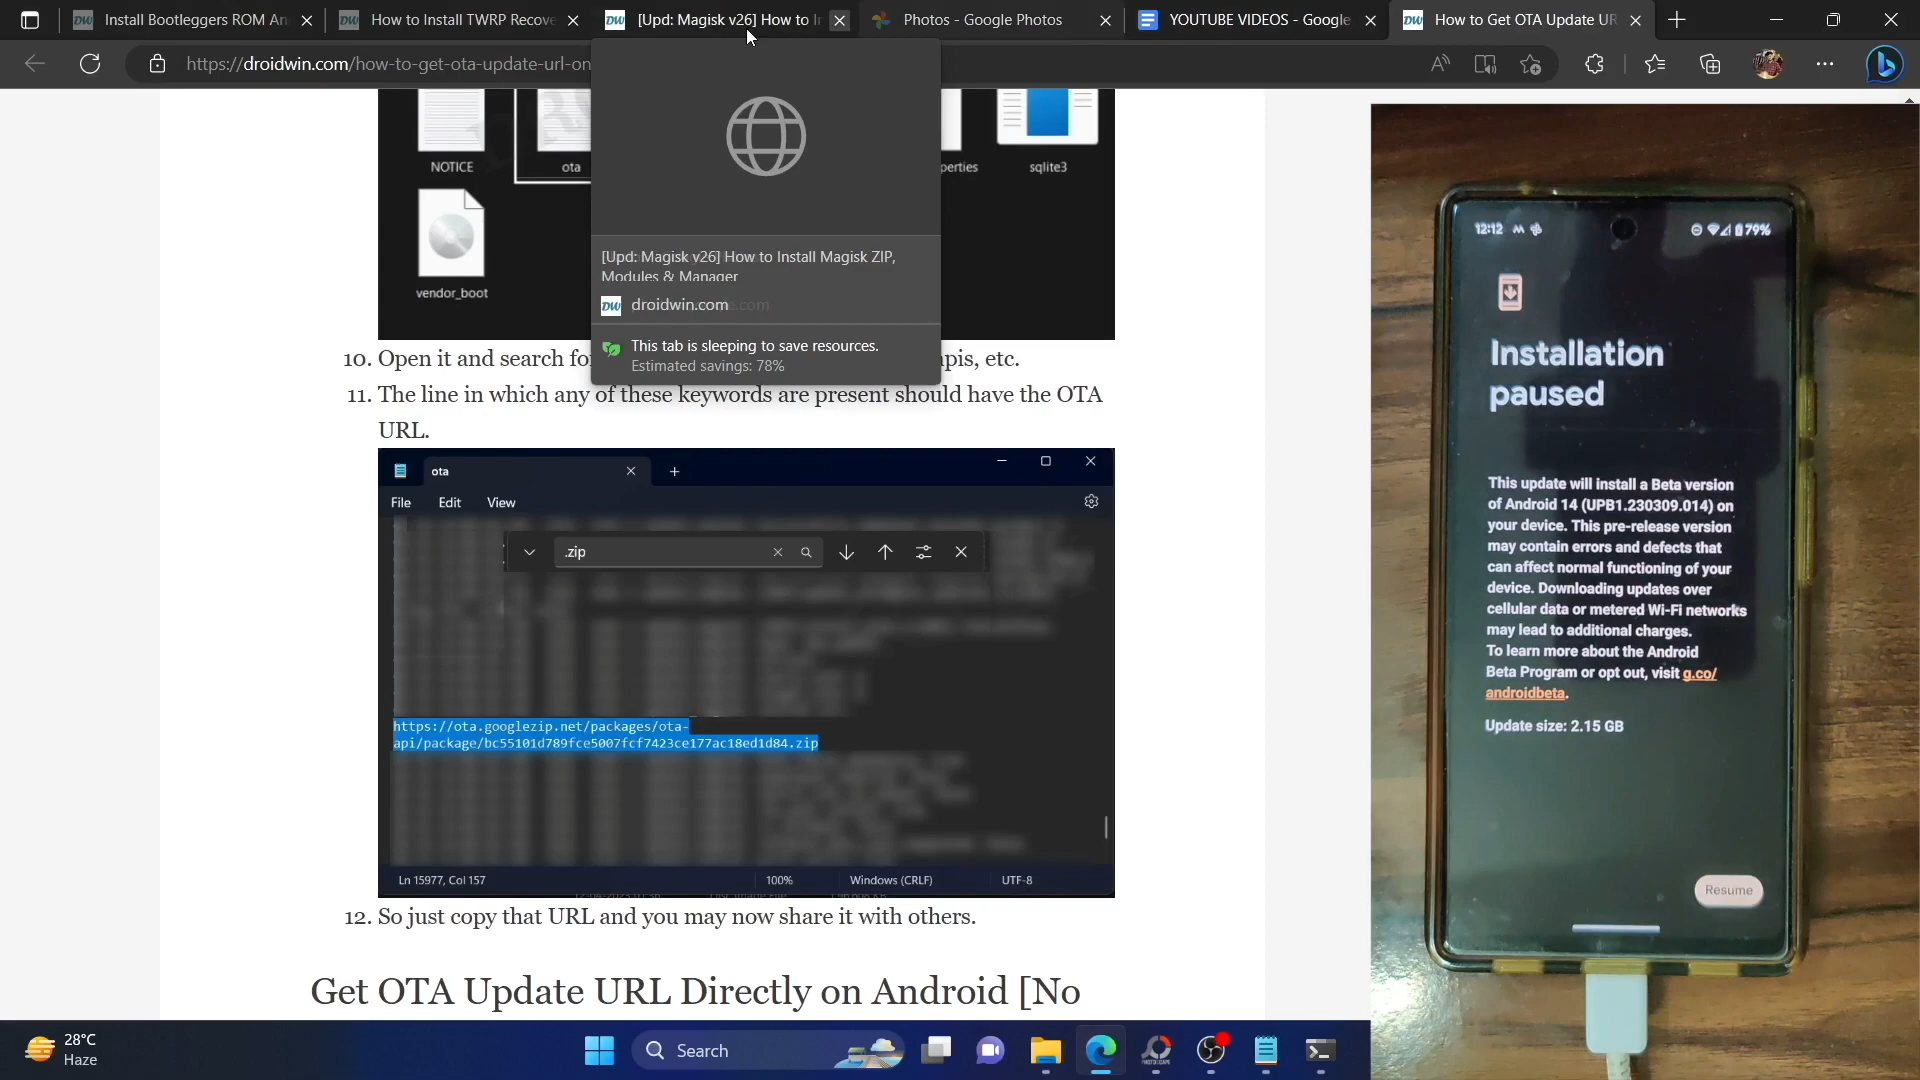 Install Bootleggers ROM An
How to Install TWRP Recove
[Upd: Magisk v26] How to I
Photos - Google Photos
YOUTUBE VIDEOS - Google
How to Get OTA Update UR
https://droidwin.com/how-to-get-ota-update-url-on
NOTICE
ota
perties
sqlite3
vendor_boot
[Upd: Magisk v26] How to Install Magisk ZIP,
Modules & Manager
DW droidwin.com
This tab is sleeping to save resources.
Estimated savings: 78%
10. Open it and search fo
apis, etc.
11. The line in which any of these keywords are present should have the OTA
URL.
ota
File Edit View
.zip
https://ota.googlezip.net/packages/ota-
api/package/bc55101d789fce5007fcf7423ce177ac18ed1d84.zip
Ln 15977, Col 157
100%
Windows (CRLF)
UTF-8
12. So just copy that URL and you may now share it with others.
Get OTA Update URL Directly on Android [No
12:12
79%
Installation
paused
This update will install a Beta version
of Android 14 (UPB1.230309.014) on
your device. This pre-release version
may contain errors and defects that
can affect normal functioning of your
device. Downloading updates over
cellular data or metered Wi-Fi networks
may lead to additional charges.
To learn more about the Android
Beta Program or opt out, visit g.co/
androidbeta.
Update size: 2.15 GB
Resume
28°C
Haze
Search